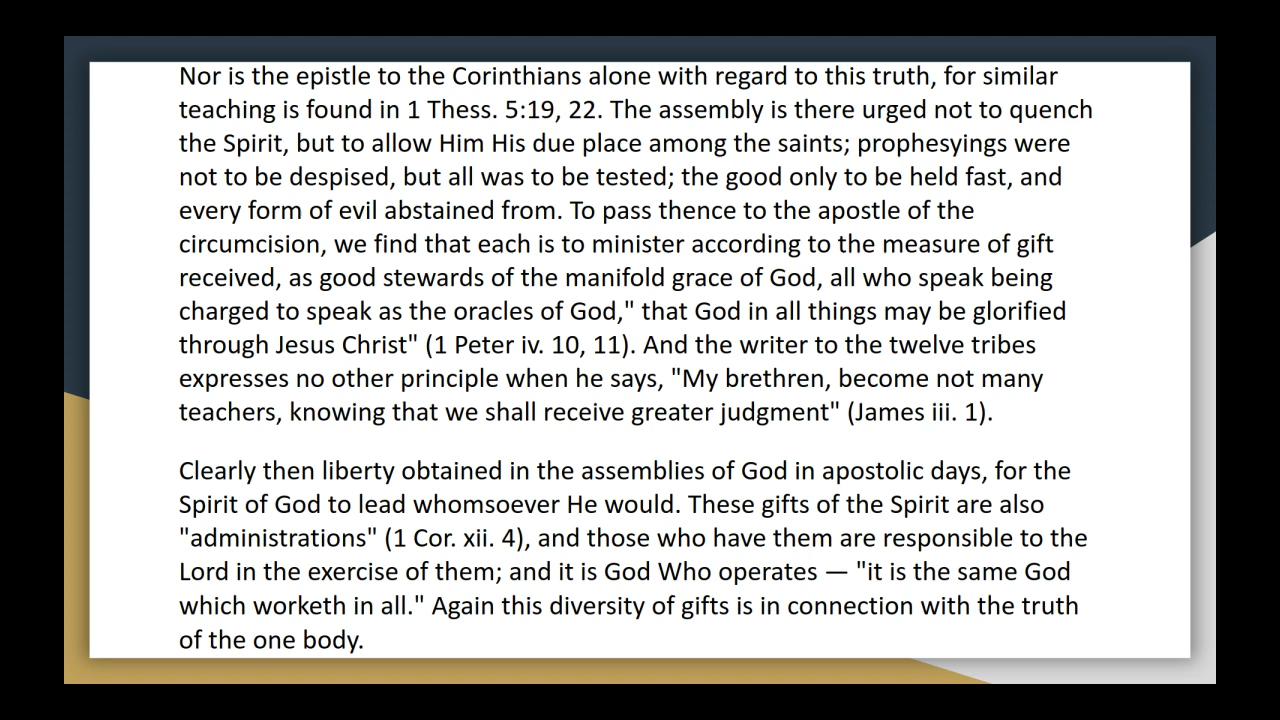 Nor is the epistle to the Corinthians alone with regard to this truth, for similar
teaching is found in 1 Thess. 5:19, 22. The assembly is there urged not to quench
the Spirit, but to allow Him His due place among the saints; prophesyings were
not to be despised, but all was to be tested; the good only to be held fast, and
every form of evil abstained from. To pass thence to the apostle of the
circumcision, we find that each is to minister according to the measure of gift
received, as good stewards of the manifold grace of God, all who speak being
charged to speak as the oracles of God," that God in all things may be glorified
through Jesus Christ" (1 Peter iv. 10, 11). And the writer to the twelve tribes
expresses no other principle when he says, "My brethren, become not many
teachers, knowing that we shall receive greater judgment" (James iii. 1).
Clearly then liberty obtained in the assemblies of God in apostolic days, for the
Spirit of God to lead whomsoever He would. These gifts of the Spirit are also
"administrations" (1 Cor. xii. 4), and those who have them are responsible to the
Lord in the exercise of them; and it is God Who operates — "it is the same God
which worketh in all." Again this diversity of gifts is in connection with the truth
of the one body.